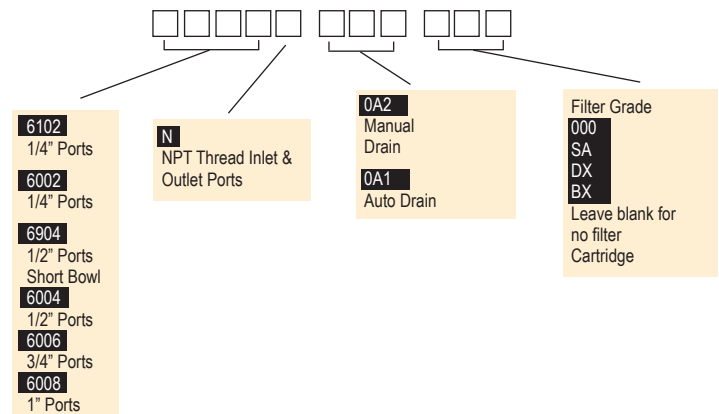 6102
1/4” Ports
6002
1/4” Ports
6904
1/2” Ports
Short Bowl
6004
1/2” Ports
6006
3/4” Ports
6008
1” Ports
N
NPT Thread Inlet &
Outlet Ports
0A2
Manual
Drain
0A1
Auto Drain
Filter Grade
000
SA
DX
BX
Leave blank for
no filter
Cartridge